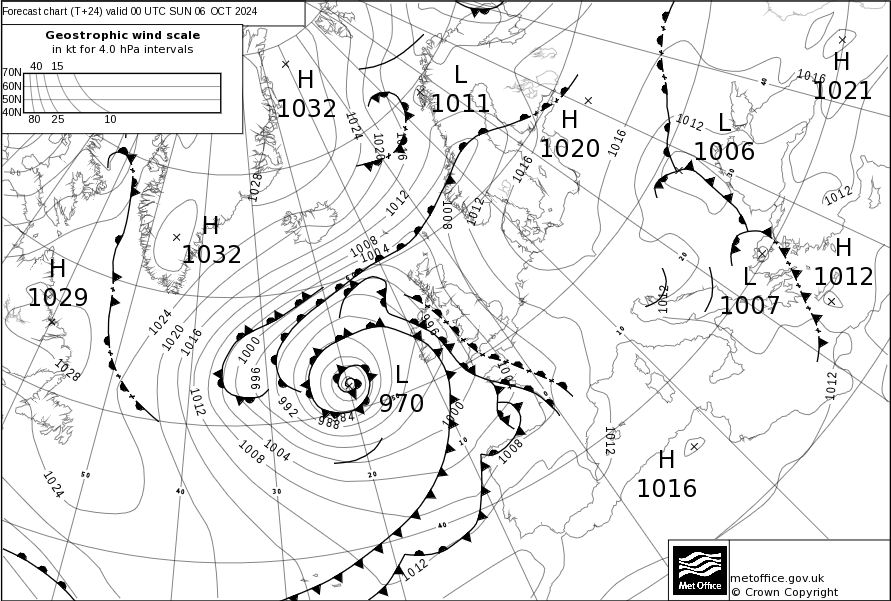 Forecast chart (T+24) valid 00 UTC SUN 06 OCT 2024
Geostrophic wind scale
in kt for 4.0 hPa intervals
40 15
70N
60N
50N
40N
80 25 10
H
1032
L
1011
H
1020
L
1006
H
1021
H
1032
H
1029
L
1007
H
1012
L
970
H
1016
1024
1020
1016
1028
1012
1008
1004
1016
1012
1008
1016
1012
1016
1012
1012
1012
1012
1024
1020
1016
1012
1028
1024
1000
996
992
988
984
1008
1004
996
1000
1008
1012
50
40
30
20
10
40
10
20
40
Met Office
metoffice.gov.uk
© Crown Copyright